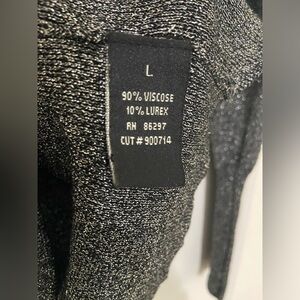 L
90% VISCOSE
10% LUREX
RN 86297
CUT # 900714